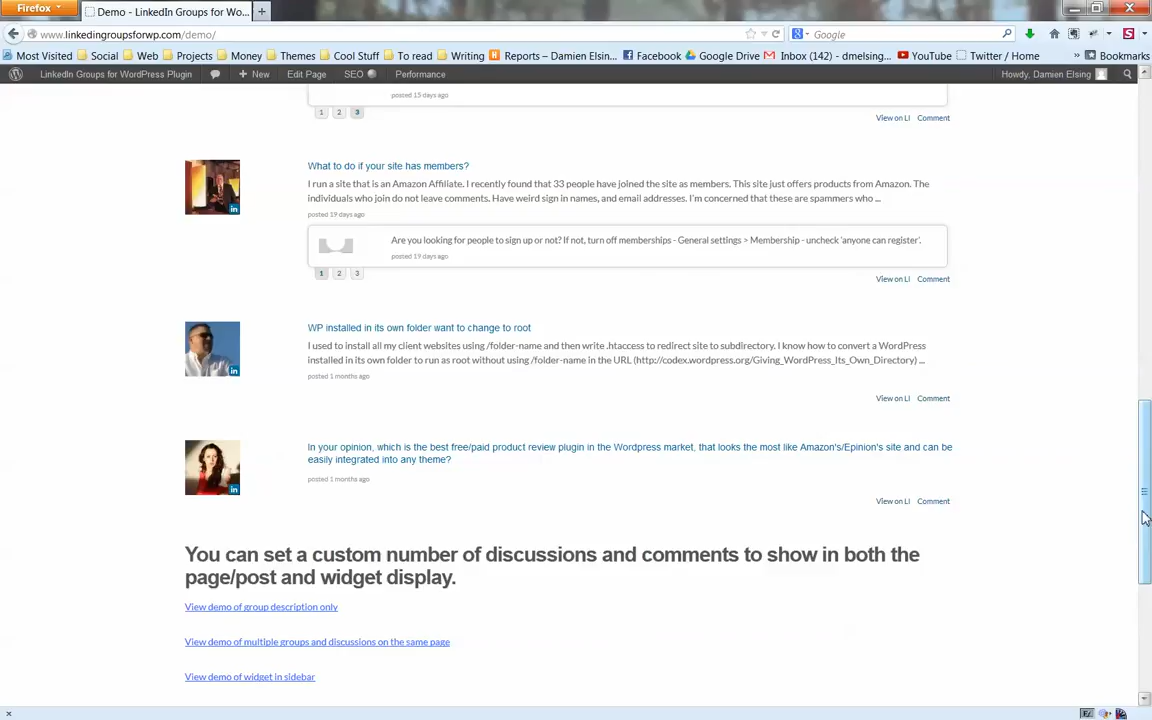 Firefox
Demo - LinkedIn Groups for Wo...
www.linkedingroupsforwp.com/demo/
Google
Most Visited Social Web Projects Money Themes Cool Stuff To read Writing Reports – Damien Elsin... Facebook Google Drive Inbox (142) - dmelsing... YouTube Twitter / Home » Bookmarks
LinkedIn Groups for WordPress Plugin + New Edit Page SEO Performance Howdy, Damien Elsing
posted 15 days ago
1 2 3
View on LI Comment
What to do if your site has members?
I run a site that is an Amazon Affiliate. I recently found that 33 people have joined the site as members. This site just offers products from Amazon. The
individuals who join do not leave comments. Have weird sign in names, and email addresses. I'm concerned that these are spammers who ...
posted 19 days ago
Are you looking for people to sign up or not? If not, turn off memberships - General settings > Membership - uncheck 'anyone can register'.
posted 19 days ago
1 2 3
View on LI Comment
WP installed in its own folder want to change to root
I used to install all my client websites using /folder-name and then write .htaccess to redirect site to subdirectory. I know how to convert a WordPress
installed in its own folder to run as root without using /folder-name in the URL (http://codex.wordpress.org/Giving_WordPress_Its_Own_Directory) ...
posted 1 months ago
View on LI Comment
In your opinion, which is the best free/paid product review plugin in the Wordpress market, that looks the most like Amazon's/Epinion's site and can be
easily integrated into any theme?
posted 1 months ago
View on LI Comment
You can set a custom number of discussions and comments to show in both the
page/post and widget display.
View demo of group description only
View demo of multiple groups and discussions on the same page
View demo of widget in sidebar